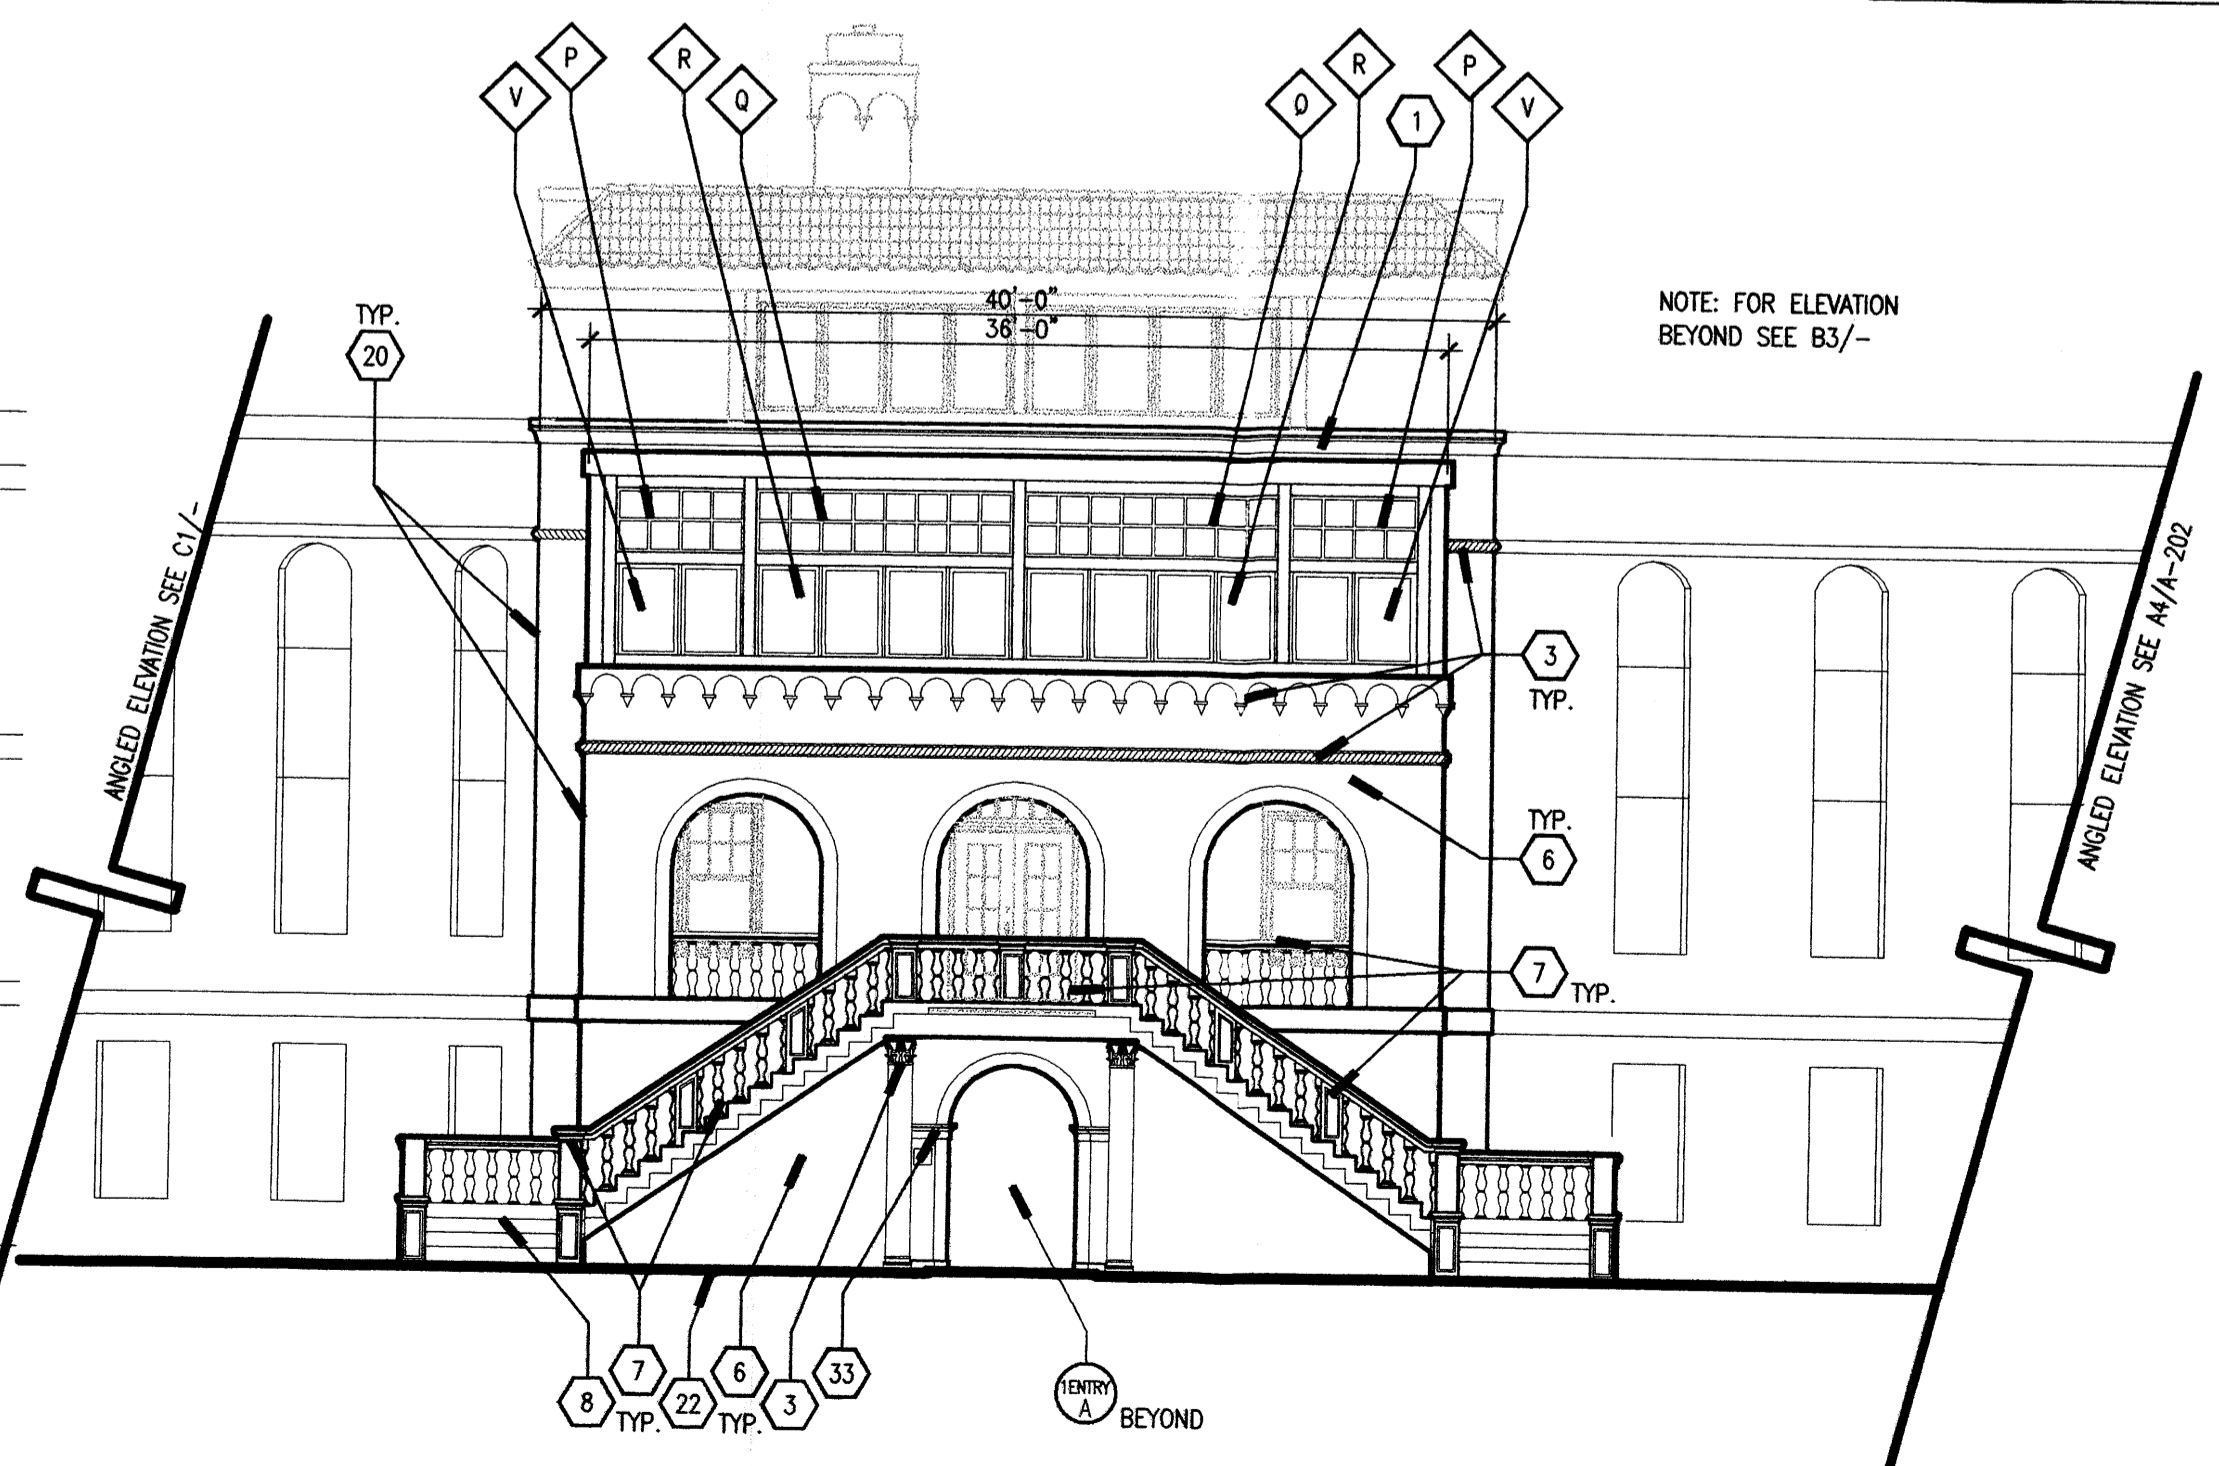 P
R
V
Q
Q
R
1
P
V
40'-0"
36'-0"
NOTE: FOR ELEVATION
BEYOND SEE B3/-
TYP.
20
ANGLED ELEVATION SEE C1/-
ANGLED ELEVATION SEE A4/A-202
3
TYP.
TYP.
6
7
TYP.
8
7
TYP.
22
6
TYP.
3
33
1ENTRY
A
BEYOND